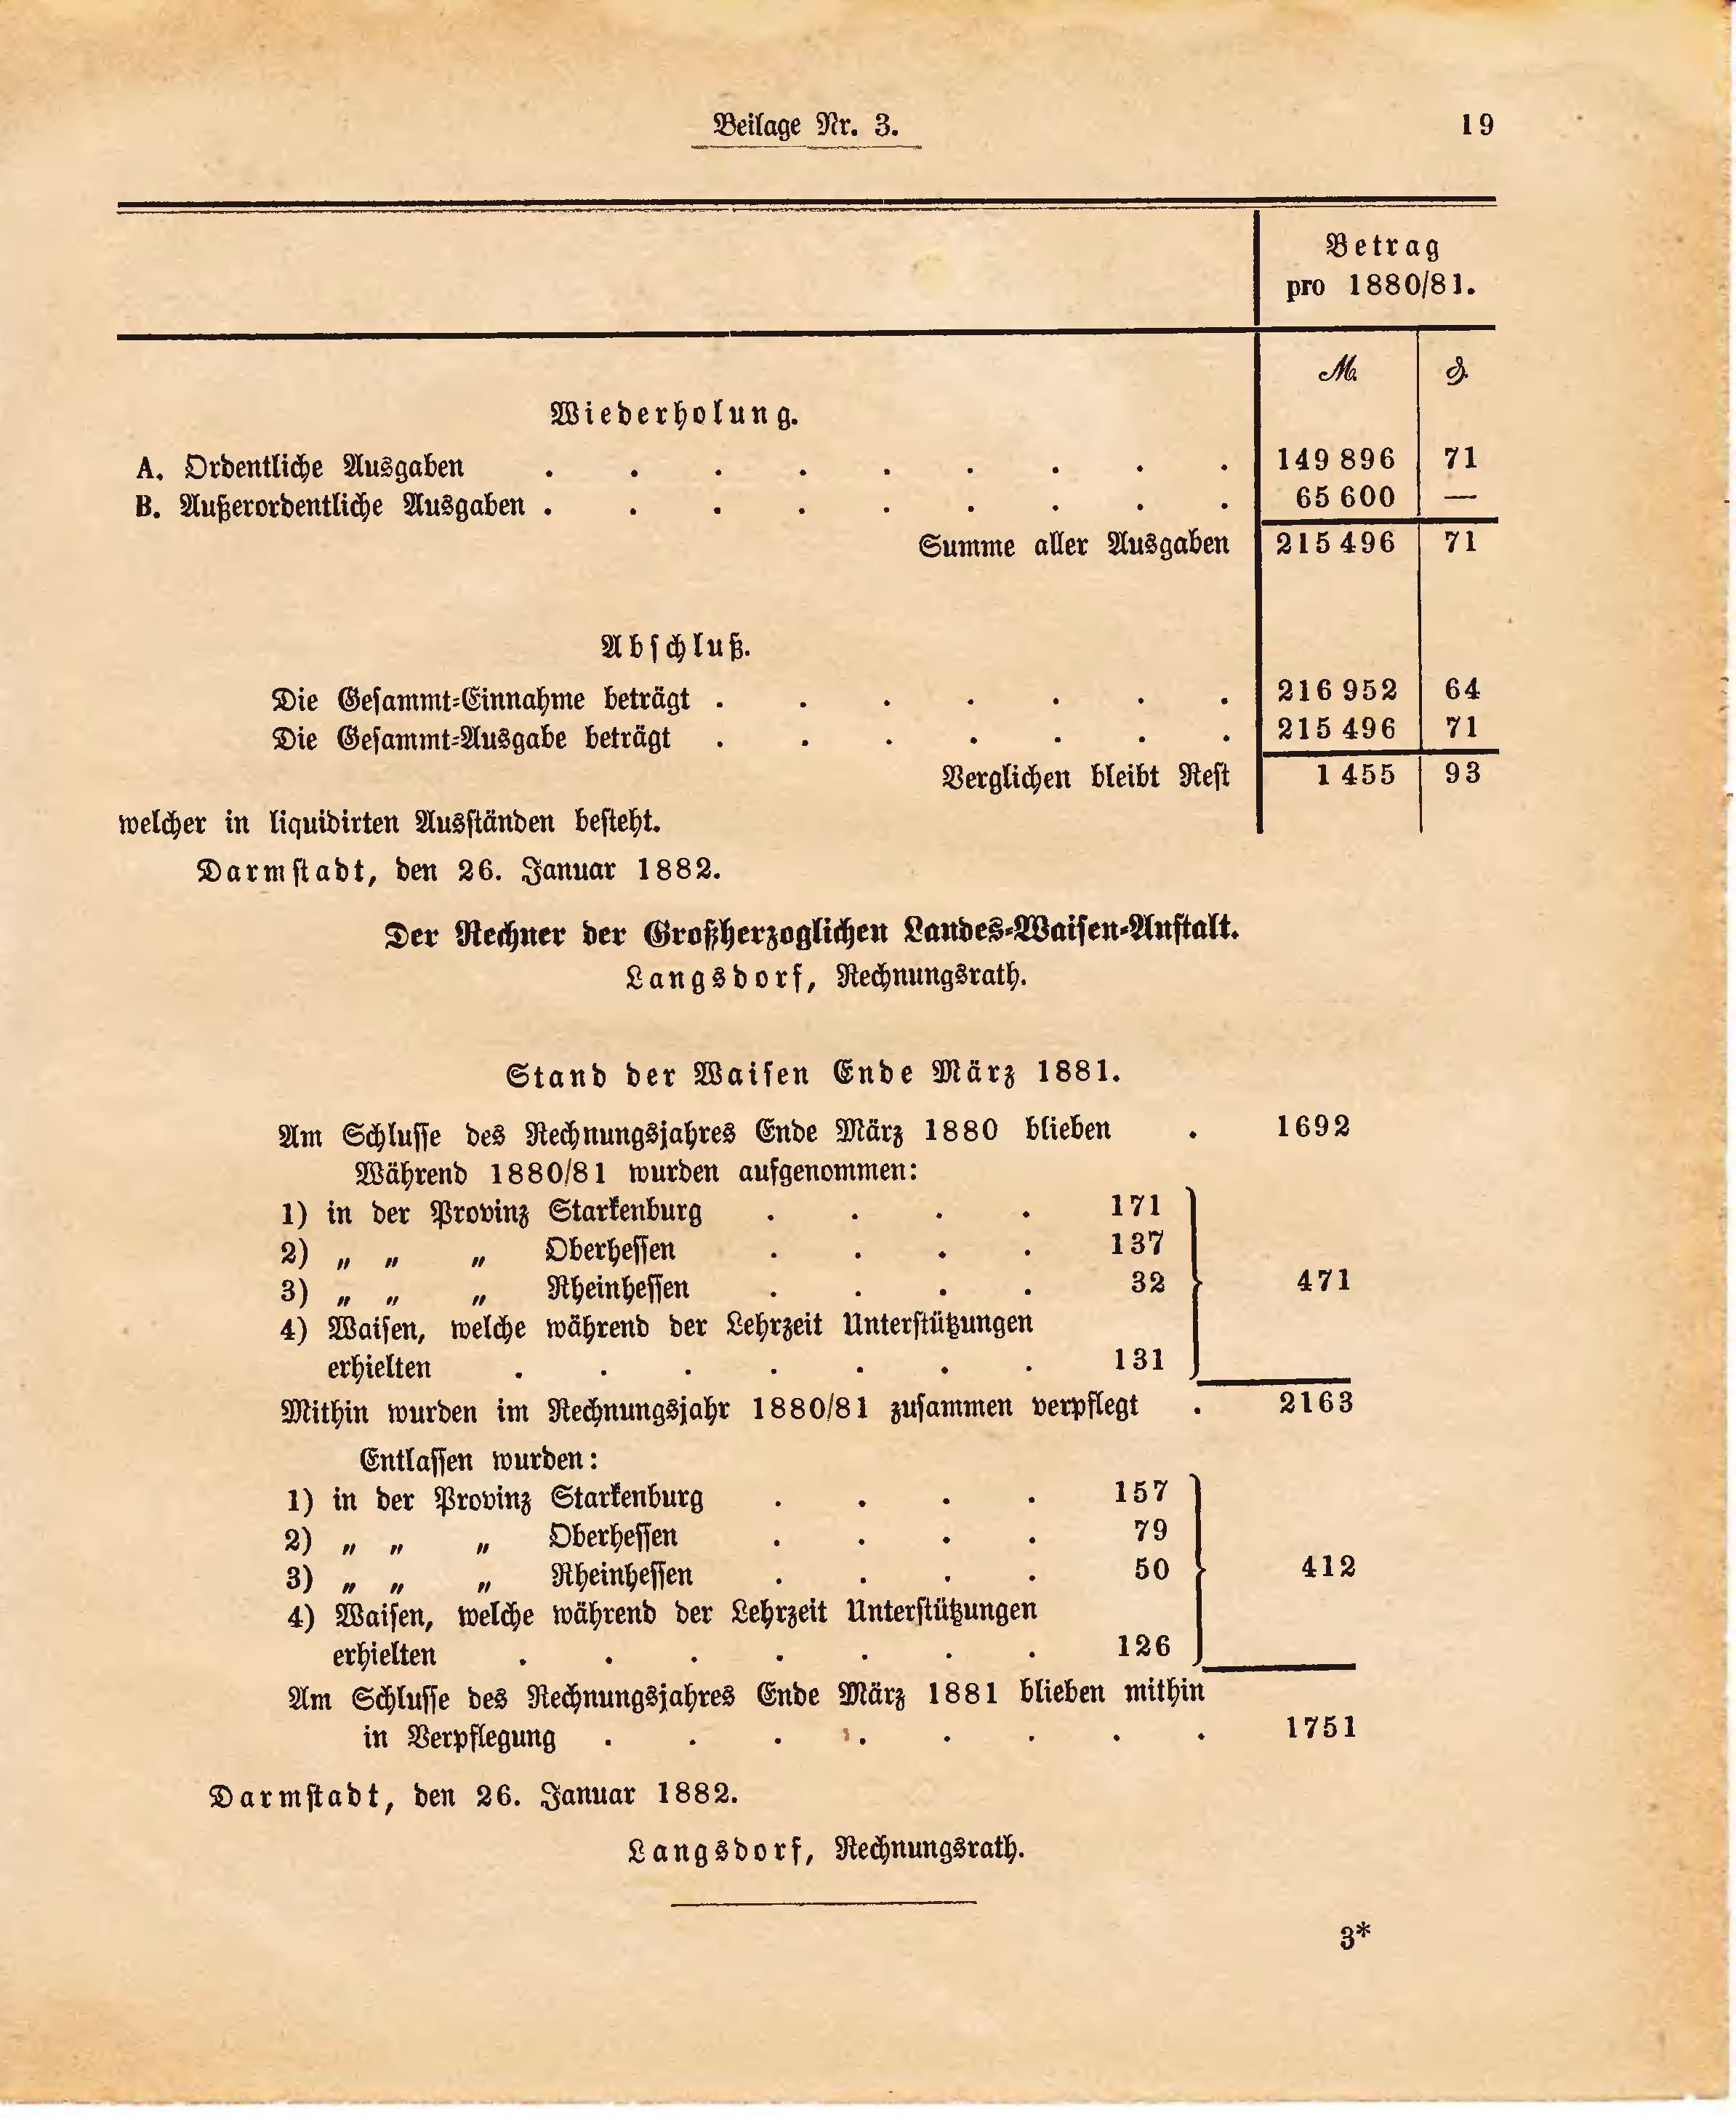 Beilage Nr. 3. 19
Betrag
pro 1880/81.
ℳ ₰
Wiederholung.
A. Ordentliche Ausgaben . . . . . . . . . 149 896 71
B. Außerordentliche Ausgaben . . . . . . . . . 65 600 —
Summe aller Ausgaben 215 496 71
Abschluß.
Die Gesammt-Einnahme beträgt . . . . . . . 216 952 64
Die Gesammt-Ausgabe beträgt . . . . . . . 215 496 71
Verglichen bleibt Rest 1 455 93
welcher in liquidirten Ausständen besteht.
Darmstadt, den 26. Januar 1882.
Der Rechner der Großherzoglichen Landes-Waisen-Anstalt.
Langsdorf, Rechnungsrath.
Stand der Waisen Ende März 1881.
Am Schlusse des Rechnungsjahres Ende März 1880 blieben . 1692
Während 1880/81 wurden aufgenommen:
1) in der Provinz Starkenburg . . . . 171
2) „ „ „ Oberhessen . . . . 137
3) „ „ „ Rheinhessen . . . . 32 471
4) Waisen, welche während der Lehrzeit Unterstützungen
erhielten . . . . . . . 131
Mithin wurden im Rechnungsjahr 1880/81 zusammen verpflegt . 2163
Entlassen wurden:
1) in der Provinz Starkenburg . . . . 157
2) „ „ „ Oberhessen . . . . 79
3) „ „ „ Rheinhessen . . . . 50 412
4) Waisen, welche während der Lehrzeit Unterstützungen
erhielten . . . . . . . 126
Am Schlusse des Rechnungsjahres Ende März 1881 blieben mithin
in Verpflegung . . . . . . . . 1751
Darmstadt, den 26. Januar 1882.
Langsdorf, Rechnungsrath.
3*